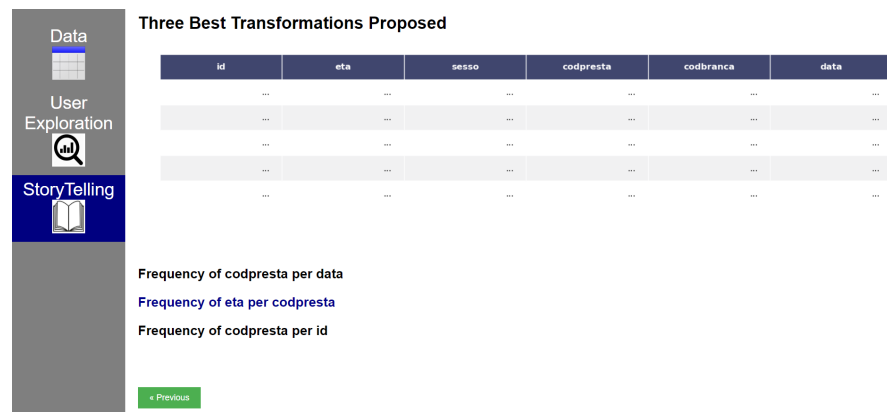 Data
User
Exploration
StoryTelling
Three Best Transformations Proposed
id eta sesso codpresta codbranca data
... ... ... ... ... ...
... ... ... ... ... ...
... ... ... ... ... ...
... ... ... ... ... ...
... ... ... ... ... ...
Frequency of codpresta per data
Frequency of eta per codpresta
Frequency of codpresta per id
« Previous